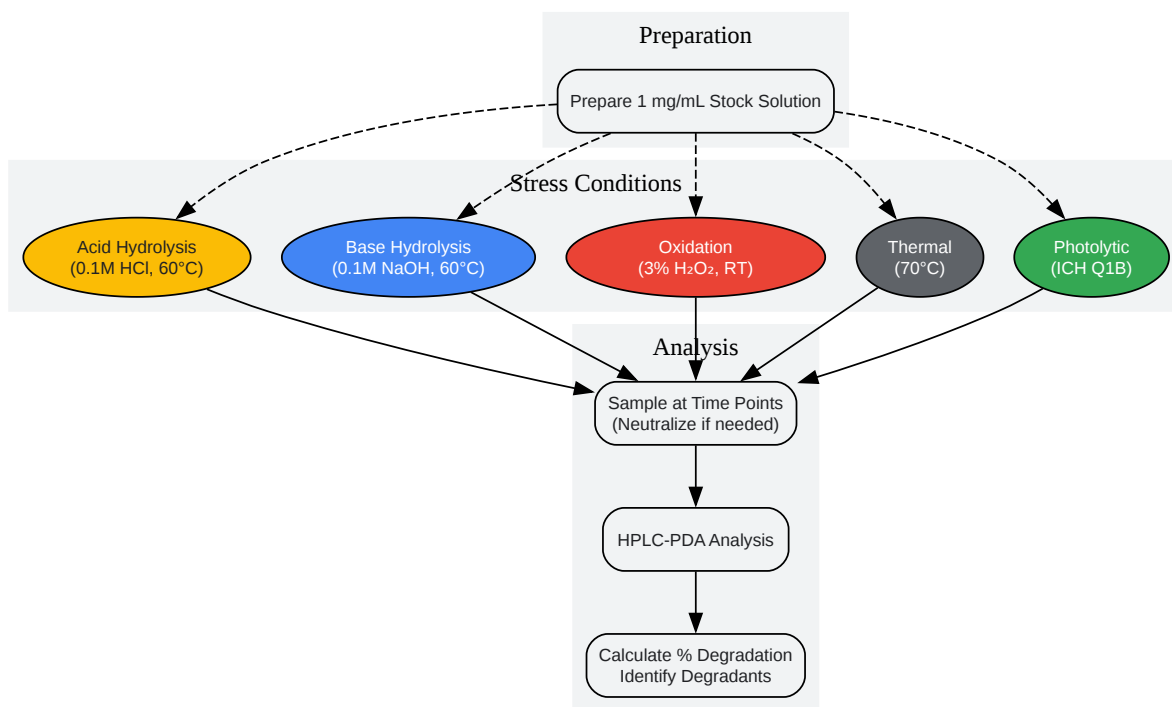 Preparation
Prepare 1 mg/mL Stock Solution
Stress Conditions
Acid Hydrolysis
(0.1M HCl, 60°C)
Base Hydrolysis
(0.1M NaOH, 60°C)
Oxidation
(3% H₂O₂, RT)
Thermal
(70°C)
Photolytic
(ICH Q1B)
Analysis
Sample at Time Points
(Neutralize if needed)
HPLC-PDA Analysis
Calculate % Degradation
Identify Degradants